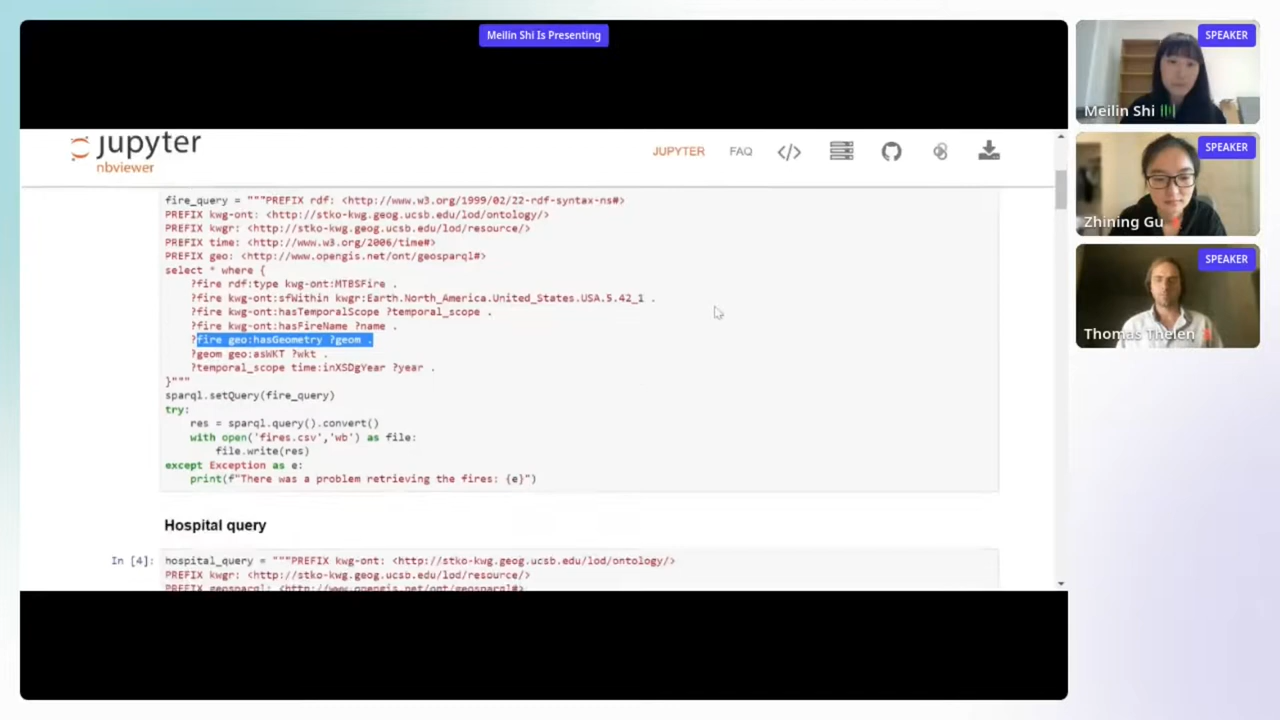 Meilin Shi Is Presenting
SPEAKER
Meilin Shi
SPEAKER
Zhining Gu
SPEAKER
Thomas Thelen
jupyter
nbviewer
JUPYTER
FAQ
fire_query = """PREFIX rdf: <http://www.w3.org/1999/02/22-rdf-syntax-ns#>
PREFIX kwg-ont: <http://stko-kwg.geog.ucsb.edu/lod/ontology/>
PREFIX kwgr: <http://stko-kwg.geog.ucsb.edu/lod/resource/>
PREFIX time: <http://www.w3.org/2006/time#>
PREFIX geo: <http://www.opengis.net/ont/geosparql#>
select * where {
?fire rdf:type kwg-ont:MTBSFire .
?fire kwg-ont:sfWithin kwgr:Earth.North_America.United_States.USA.5.42_1 .
?fire kwg-ont:hasTemporalScope ?temporal_scope .
?fire kwg-ont:hasFireName ?name .
?fire geo:hasGeometry ?geom .
?geom geo:asWKT ?wkt .
?temporal_scope time:inXSDgYear ?year .
}"""
sparql.setQuery(fire_query)
try:
res = sparql.query().convert()
with open('fires.csv','wb') as file:
file.write(res)
except Exception as e:
print(f"There was a problem retrieving the fires: {e}")
Hospital query
In [4]: hospital_query = """PREFIX kwg-ont: <http://stko-kwg.geog.ucsb.edu/lod/ontology/>
PREFIX kwgr: <http://stko-kwg.geog.ucsb.edu/lod/resource/>
PREFIX geosparql: <http://www.opengis.net/ont/geosparql#>